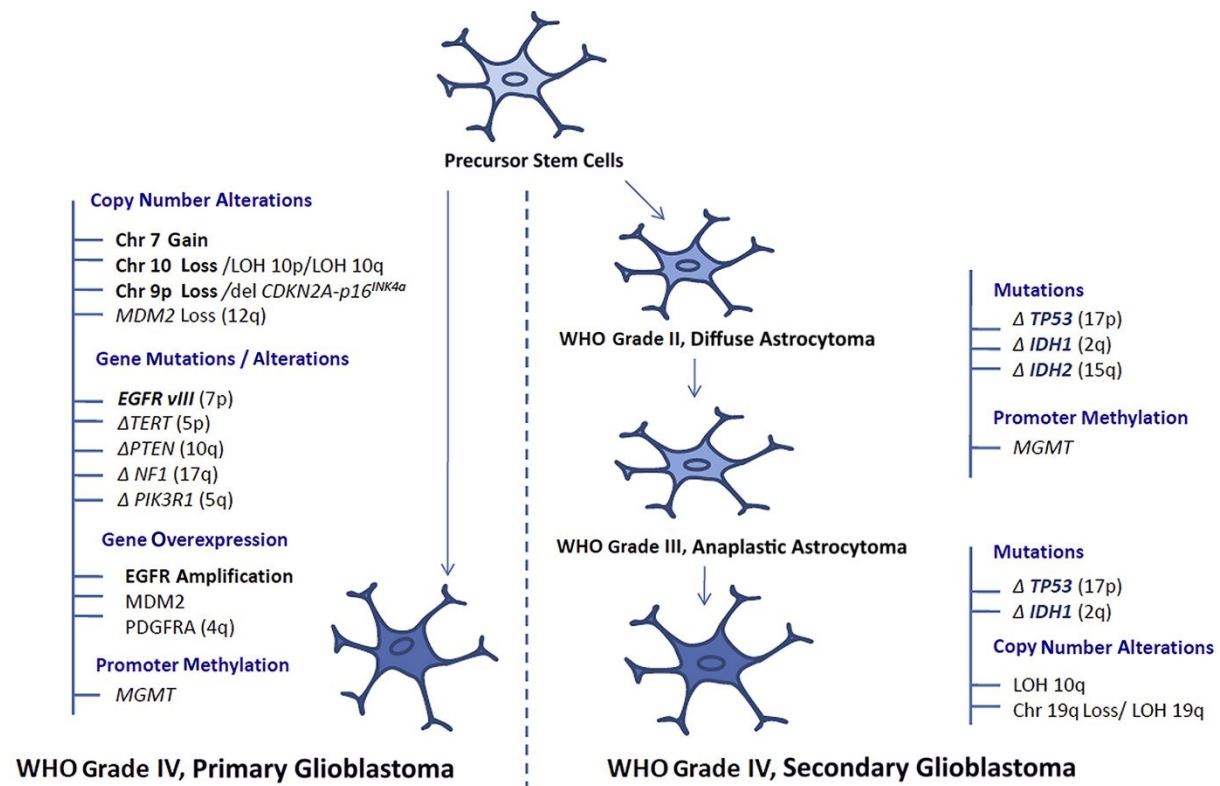 Precursor Stem Cells
Copy Number Alterations
Chr 7 Gain
Chr 10 Loss /LOH 10p/LOH 10q
Chr 9p Loss /del CDKN2A-p16^INK4a
MDM2 Loss (12q)
Gene Mutations / Alterations
EGFR vIII (7p)
ΔTERT (5p)
ΔPTEN (10q)
Δ NF1 (17q)
Δ PIK3R1 (5q)
Gene Overexpression
EGFR Amplification
MDM2
PDGFRA (4q)
Promoter Methylation
MGMT
WHO Grade IV, Primary Glioblastoma
WHO Grade II, Diffuse Astrocytoma
WHO Grade III, Anaplastic Astrocytoma
Mutations
Δ TP53 (17p)
Δ IDH1 (2q)
Δ IDH2 (15q)
Promoter Methylation
MGMT
Mutations
Δ TP53 (17p)
Δ IDH1 (2q)
Copy Number Alterations
LOH 10q
Chr 19q Loss/ LOH 19q
WHO Grade IV, Secondary Glioblastoma